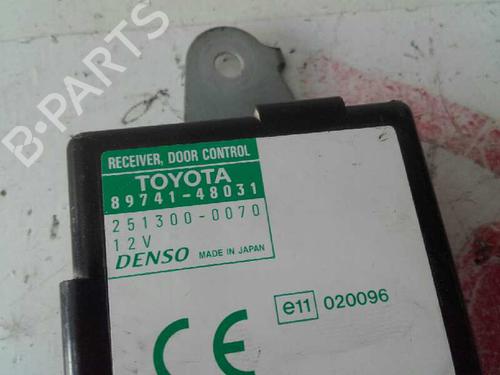 B-PARTS
RECEIVER, DOOR CONTROL
TOYOTA
89741-48031
251300-0070
12V
DENSO MADE IN JAPAN
e11 020096
CE